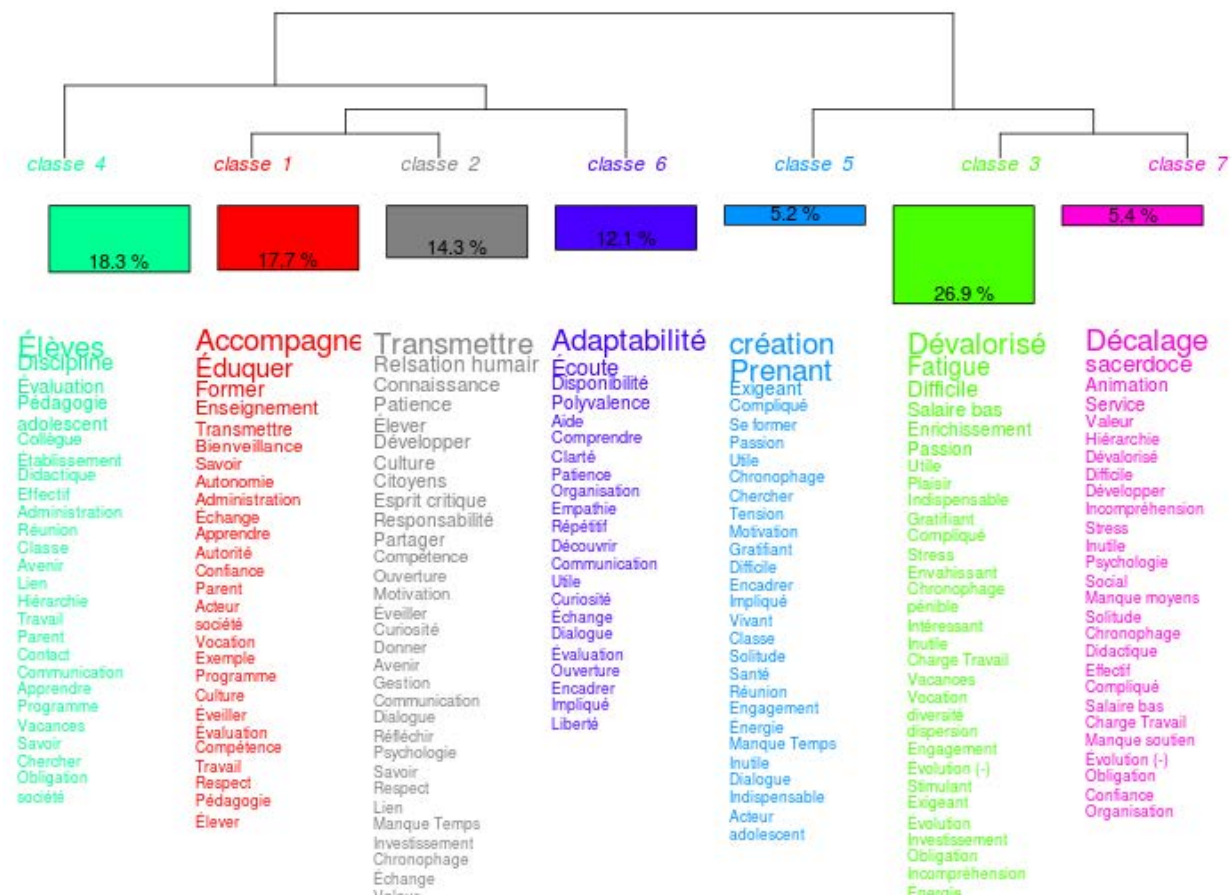 classe 4
classe 1
classe 2
classe 6
classe 5
classe 3
classe 7
18.3 %
17.7 %
14.3 %
12.1 %
5.2 %
26.9 %
5.4 %
Élèves
Discipline
Évaluation
Pédagogie
adolescent
Collègue
Établissement
Didactique
Effectif
Administration
Réunion
Classe
Avenir
Lien
Hiérarchie
Travail
Parent
Contact
Communication
Apprendre
Programme
Vacances
Savoir
Chercher
Obligation
société
Accompagne
Éduquer
Former
Enseignement
Transmettre
Bienveillance
Savoir
Autonomie
Administration
Échange
Apprendre
Autorité
Confiance
Parent
Acteur
société
Vocation
Exemple
Programme
Culture
Éveiller
Évaluation
Compétence
Travail
Respect
Pédagogie
Élever
Transmettre
Relsation humair
Connaissance
Patience
Élever
Développer
Culture
Citoyens
Esprit critique
Responsabilité
Partager
Compétence
Ouverture
Motivation
Éveiller
Curiosité
Donner
Avenir
Gestion
Communication
Dialogue
Réfléchir
Psychologie
Savoir
Respect
Lien
Manque Temps
Investissement
Chronophage
Échange
Adaptabilité
Écoute
Disponibilité
Polyvalence
Aide
Comprendre
Clarté
Patience
Organisation
Empathie
Répétitif
Découvrir
Communication
Utile
Curiosité
Échange
Dialogue
Évaluation
Ouverture
Encadrer
Impliqué
Liberté
création
Prenant
Exigeant
Compliqué
Se former
Passion
Utile
Chronophage
Chercher
Tension
Motivation
Gratifiant
Difficile
Encadrer
Impliqué
Vivant
Classe
Solitude
Santé
Réunion
Engagement
Énergie
Manque Temps
Inutile
Dialogue
Indispensable
Acteur
adolescent
Dévalorisé
Fatigue
Difficile
Salaire bas
Enrichissement
Passion
Utile
Plaisir
Indispensable
Gratifiant
Compliqué
Stress
Envahissant
Chronophage
pénible
Intéressant
Inutile
Charge Travail
Vacances
Vocation
diversité
dispersion
Engagement
Évolution (-)
Stimulant
Exigeant
Évolution
Investissement
Obligation
Incompréhension
Énergie
Décalage
sacerdoce
Animation
Service
Valeur
Hiérarchie
Dévalorisé
Difficile
Développer
Incompréhension
Stress
Inutile
Psychologie
Social
Manque moyens
Solitude
Chronophage
Didactique
Effectif
Compliqué
Salaire bas
Charge Travail
Manque soutien
Évolution (-)
Obligation
Confiance
Organisation